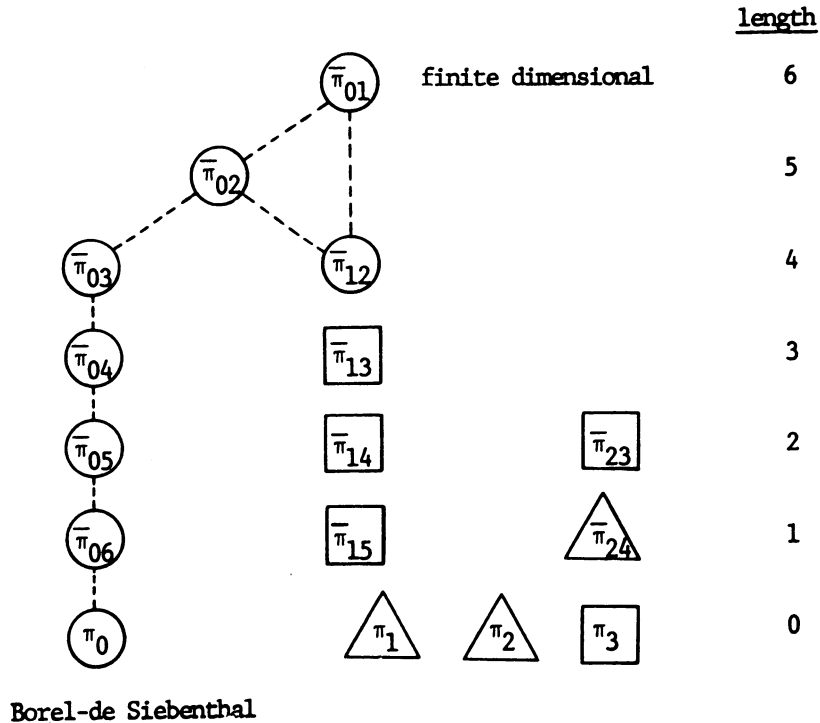 length
π̅01 finite dimensional 6
π̅02 5
π̅03 π̅12 4
π̅04 π̅13 3
π̅05 π̅14 π̅23 2
π̅06 π̅15 π̅24 1
π0 π1 π2 π3 0
Borel-de Siebenthal